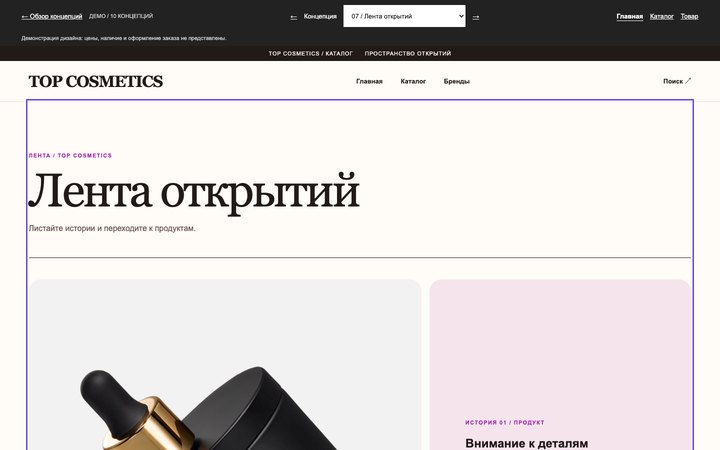 ← Обзор концепций ДЕМО / 10 КОНЦЕПЦИЙ ← Концепция 07 / Лента открытий → Главная Каталог Товар
Демонстрация дизайна: цены, наличие и оформление заказа не представлены.
TOP COSMETICS / КАТАЛОГ ПРОСТРАНСТВО ОТКРЫТИЙ
TOP COSMETICS Главная Каталог Бренды Поиск ↗
ЛЕНТА / TOP COSMETICS
Лента открытий
Листайте истории и переходите к продуктам.
ИСТОРИЯ 01 / ПРОДУКТ
Внимание к деталям